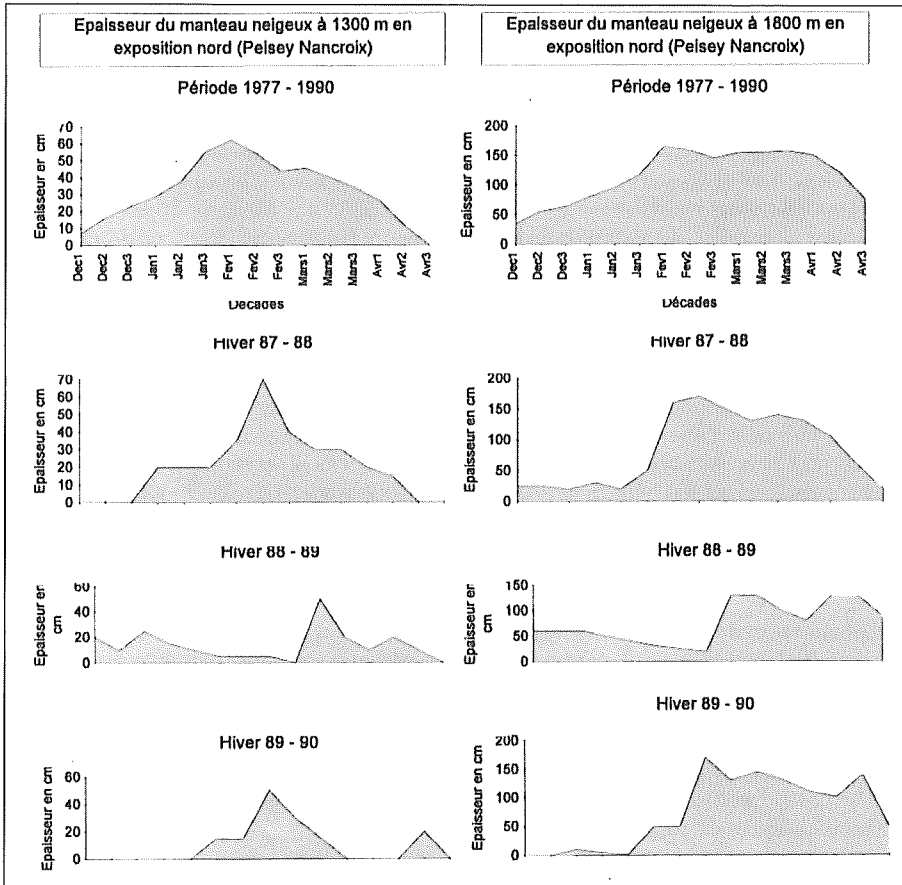 Epaisseur du manteau neigeux à 1300 m en
exposition nord (Peisey Nancroix)
Période 1977 - 1990
Epaisseur en cm
70
60
50
40
30
20
10
0
Dec1
Dec2
Dec3
Jan1
Jan2
Jan3
Fev1
Fev2
Fev3
Mars1
Mars2
Mars3
Avr1
Avr2
Avr3
Décades
Hiver 87 - 88
Epaisseur en cm
70
60
50
40
30
20
10
0
Hiver 88 - 89
Epaisseur en
cm
60
40
20
0
Hiver 89 - 90
Epaisseur en cm
60
40
20
0
Epaisseur du manteau neigeux à 1800 m en
exposition nord (Peisey Nancroix)
Période 1977 - 1990
Epaisseur en cm
200
150
100
50
0
Dec1
Dec2
Dec3
Jan1
Jan2
Jan3
Fev1
Fev2
Fev3
Mars1
Mars2
Mars3
Avr1
Avr2
Avr3
Décades
Hiver 87 - 88
Epaisseur en cm
200
150
100
50
0
Hiver 88 - 89
Epaisseur en
cm
150
100
50
0
Hiver 89 - 90
Epaisseur en cm
200
150
100
50
0